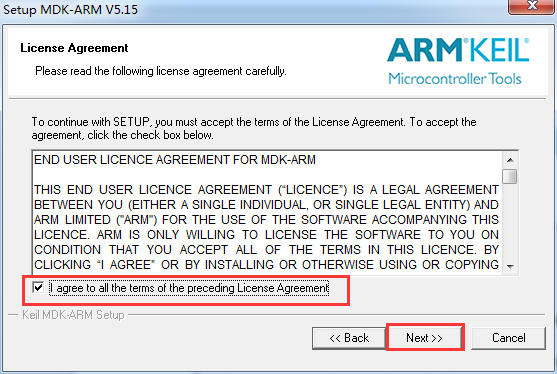 Setup MDK-ARM V5.15
License Agreement
Please read the following license agreement carefully.
ARM®KEIL®
Microcontroller Tools
To continue with SETUP, you must accept the terms of the License Agreement. To accept the
agreement, click the check box below.
END USER LICENCE AGREEMENT FOR MDK-ARM
THIS END USER LICENCE AGREEMENT ("LICENCE") IS A LEGAL AGREEMENT
BETWEEN YOU (EITHER A SINGLE INDIVIDUAL, OR SINGLE LEGAL ENTITY) AND
ARM LIMITED ("ARM") FOR THE USE OF THE SOFTWARE ACCOMPANYING THIS
LICENCE. ARM IS ONLY WILLING TO LICENSE THE SOFTWARE TO YOU ON
CONDITION THAT YOU ACCEPT ALL OF THE TERMS IN THIS LICENCE. BY
CLICKING "I AGREE" OR BY INSTALLING OR OTHERWISE USING OR COPYING
I agree to all the terms of the preceding License Agreement
Keil MDK-ARM Setup
<< Back
Next >>
Cancel